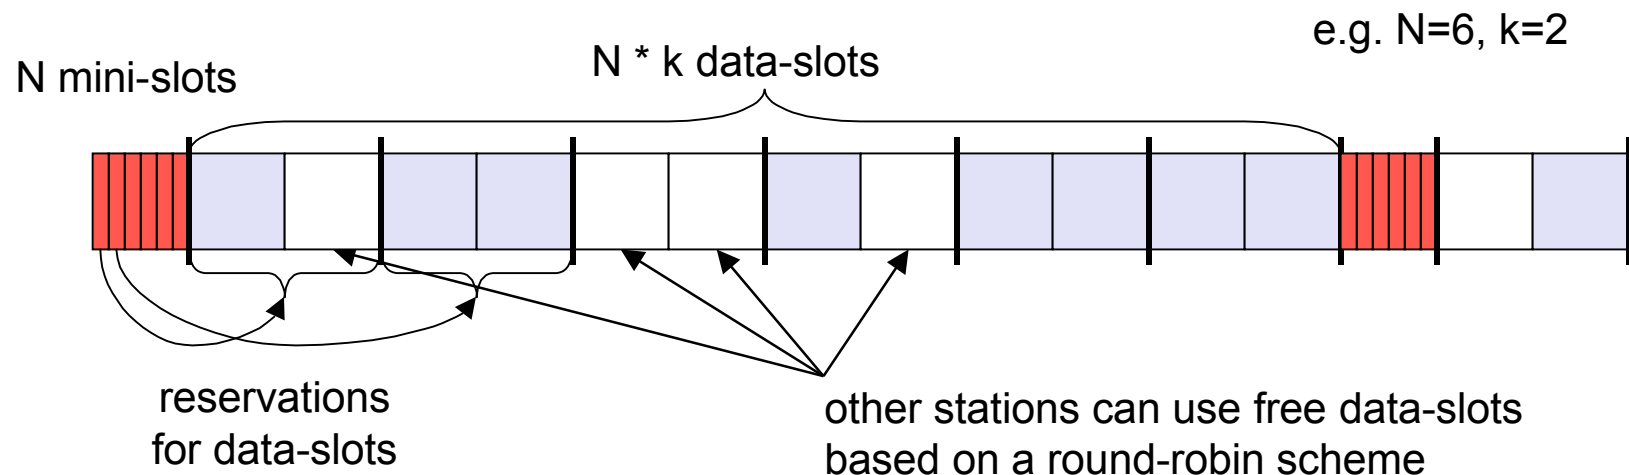 e.g. N=6, k=2
N mini-slots
N * k data-slots
reservations
for data-slots
other stations can use free data-slots
based on a round-robin scheme